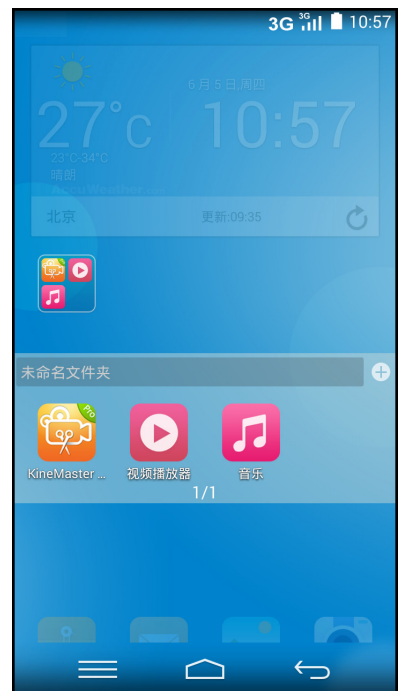 3G 3G 10:57
6月5日,周四
27°C 10:57
23°C-34°C
晴朗
AccuWeather
北京 更新:09:35
未命名文件夹
Pro
KineMaster ... 视频播放器 音乐
1/1